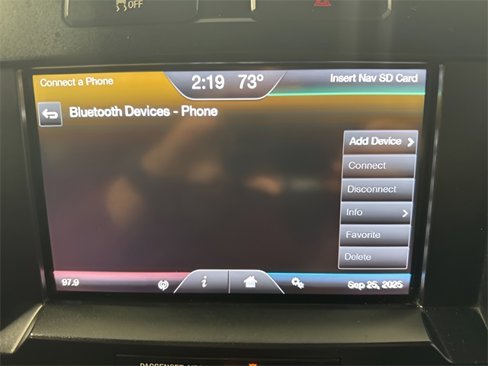 OFF
Connect a Phone
2:19 73°
Insert Nav SD Card
Bluetooth Devices - Phone
Add Device
Connect
Disconnect
Info
Favorite
Delete
97.9
i
Sep 25, 2025
PASSENGER